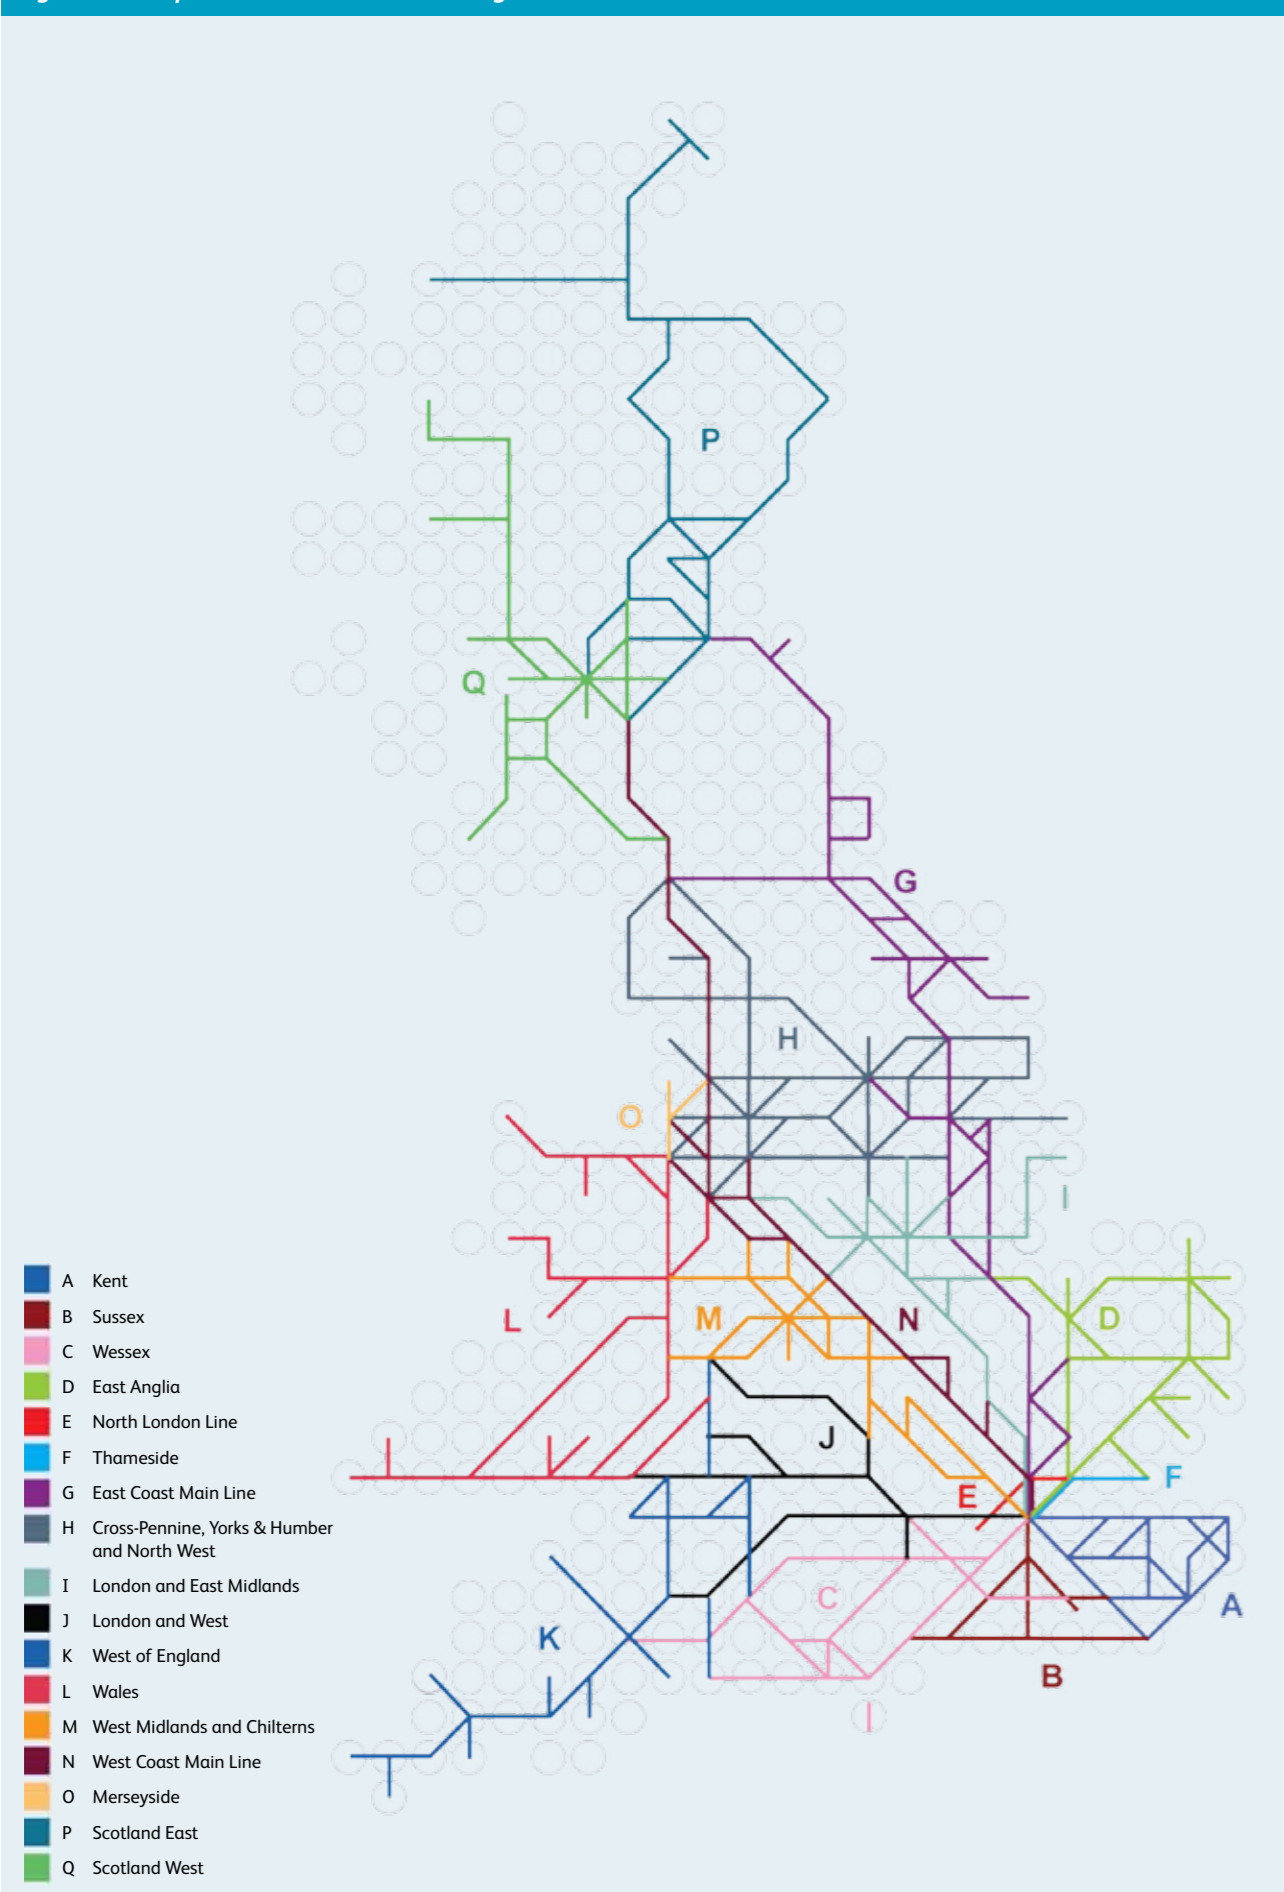 P
Q
G
H
O
I
L
M
N
D
J
E
F
C
A
K
B
A Kent
B Sussex
C Wessex
D East Anglia
E North London Line
F Thameside
G East Coast Main Line
H Cross-Pennine, Yorks & Humber
and North West
I London and East Midlands
J London and West
K West of England
L Wales
M West Midlands and Chilterns
N West Coast Main Line
O Merseyside
P Scotland East
Q Scotland West